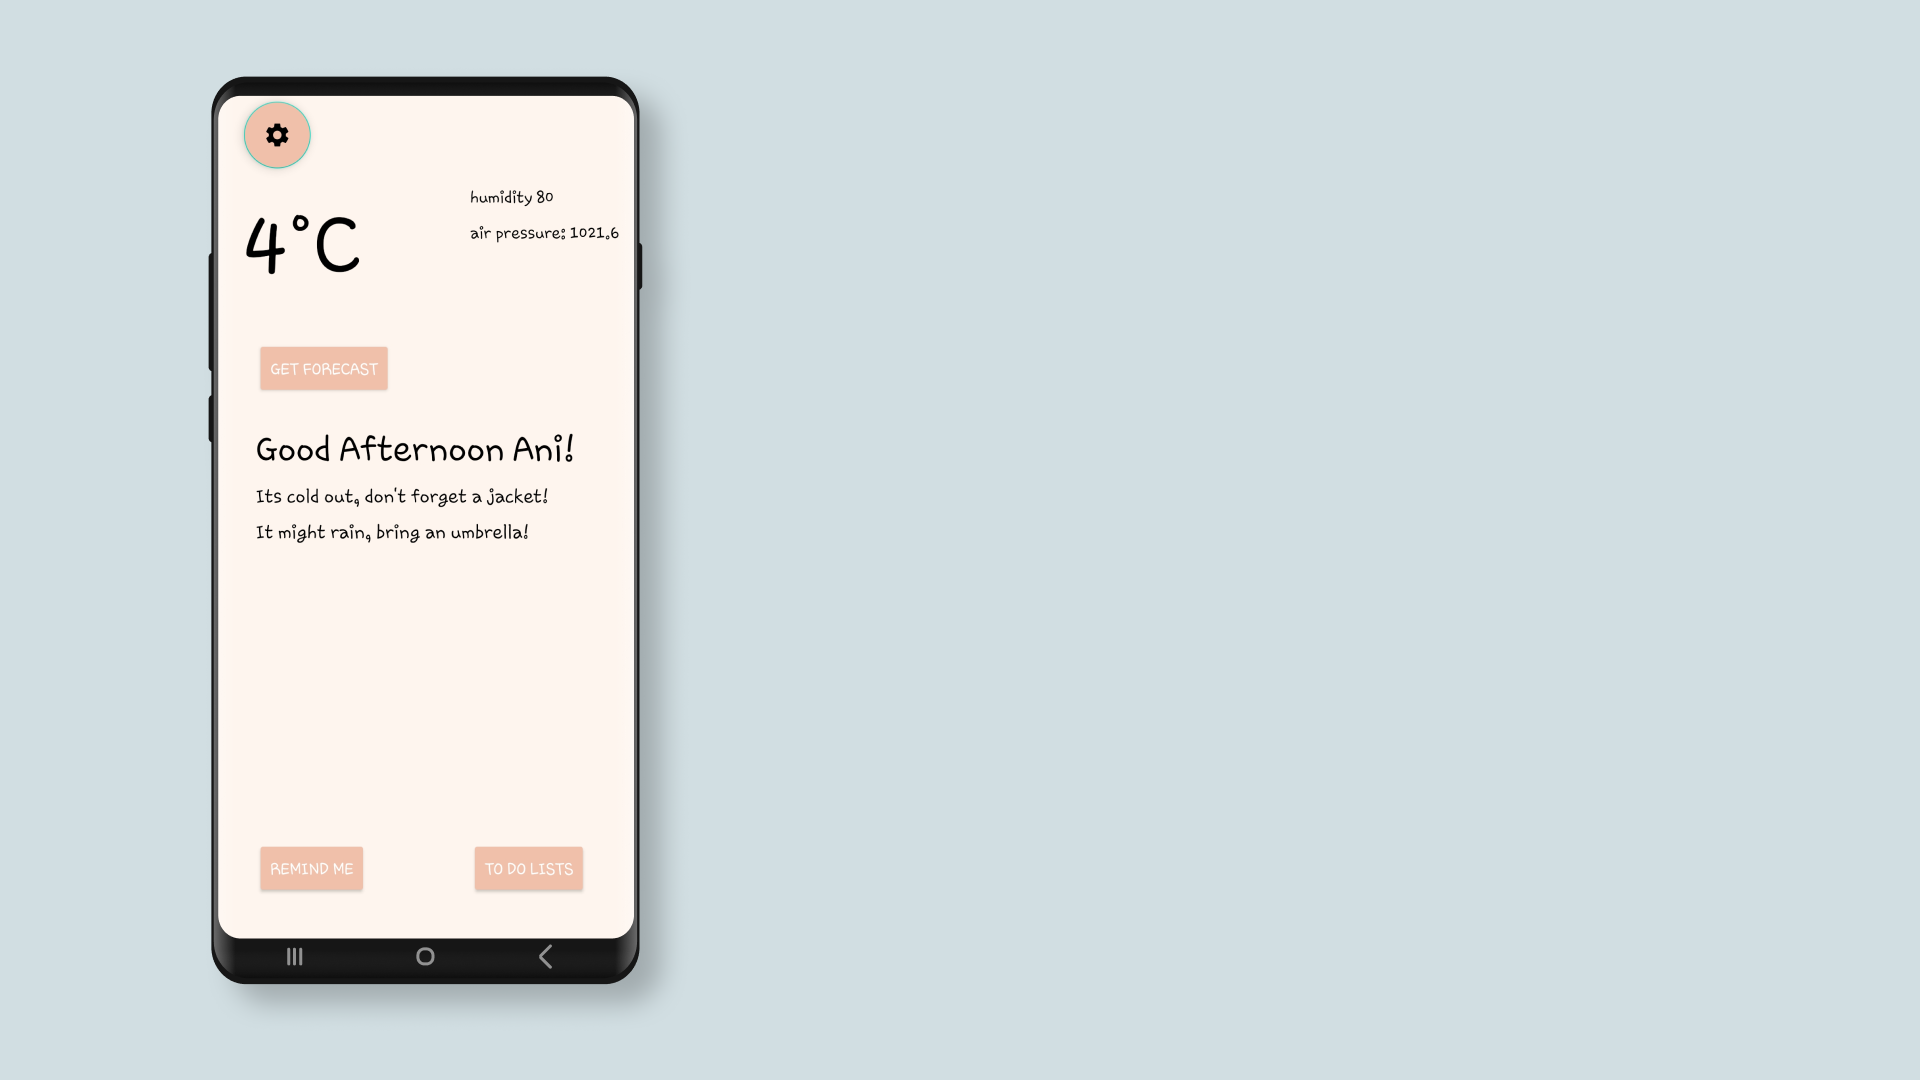 humidity 80
4°C
air pressure: 1021.6
GET FORECAST
Good Afternoon Ani!
Its cold out, don't forget a jacket!
It might rain, bring an umbrella!
REMIND ME
TO DO LISTS